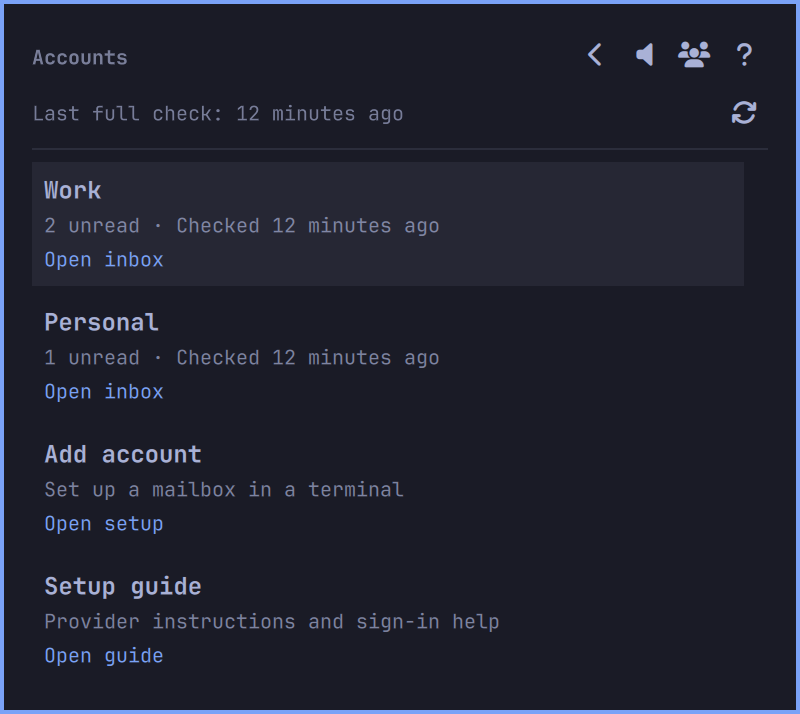 Accounts
?
Last full check: 12 minutes ago
Work
2 unread · Checked 12 minutes ago
Open inbox
Personal
1 unread · Checked 12 minutes ago
Open inbox
Add account
Set up a mailbox in a terminal
Open setup
Setup guide
Provider instructions and sign-in help
Open guide